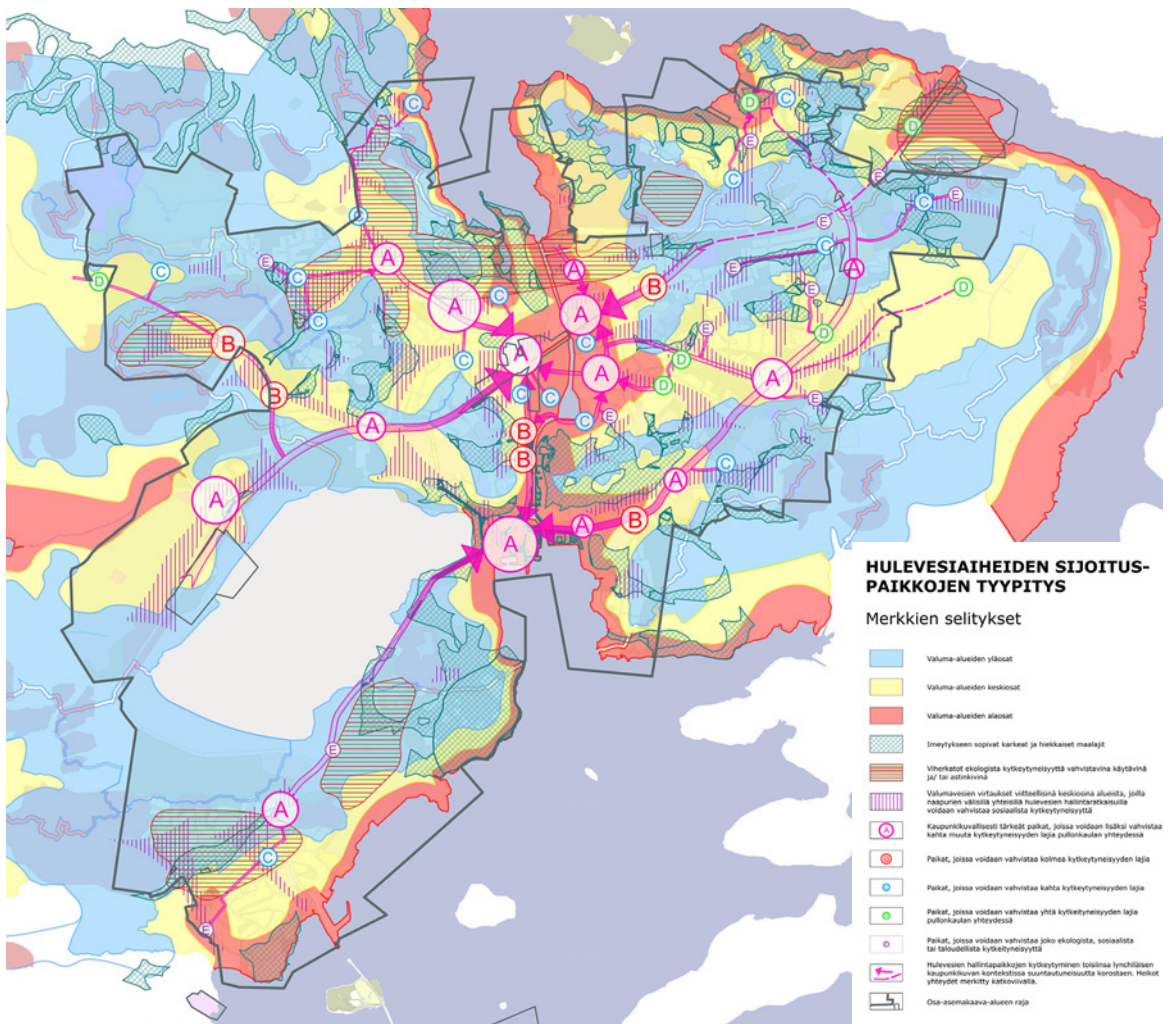 D
C
C
D
E
E
C
C
E
C
E
C
E
A
E
C
E
A
A
D
C
C
B
D
E
A
C
A
C
D
B
A
C
E
D
C
A
D
A
B
C
C
E
C
E
A
B
B
C
A
A
B
A
A
E
A
C
E
HULEVESIAIHEIDEN SIJOITUS-
PAIKKOJEN TYYPITYS
Merkkien selitykset
Valuma-alueiden yläosat
Valuma-alueiden keskiosat
Valuma-alueiden alaosat
Imeytykseen sopivat karkeat ja hiekkaiset maalajit
Viherkatot ekologista kytkeytyneisyyttä vahvistavina käytävinä
ja/ tai astinkivinä
Valumavesien virtaukset viitteellisinä keskiosina alueista, joilla
naapurien välisillä yhteisillä hulevesien hallintaratkaisuilla
voidaan vahvistaa sosiaalista kytkeytyneisyyttä
A
Kaupunkikuvallisesti tärkeät paikat, joissa voidaan lisäksi vahvistaa
kahta muuta kytkeytyneisyyden lajia pullonkaulan yhteydessä
B
Paikat, joissa voidaan vahvistaa kolmea kytkeytyneisyyden lajia
C
Paikat, joissa voidaan vahvistaa kahta kytkeytyneisyyden lajia
D
Paikat, joissa voidaan vahvistaa yhtä kytkeityneisyyden lajia
pullonkaulan yhteydessä
E
Paikat, joissa voidaan vahvistaa joko ekologista, sosiaalista
tai taloudellista kytkeityneisyyttä
Hulevesien hallintapaikkojen kytkeytyminen toisiinsa lynchiläisen
kaupunkikuvan kontekstissa suuntautuneisuutta korostaen. Heikot
yhteydet merkitty katkoviivalla.
Osa-asemakaava-alueen raja